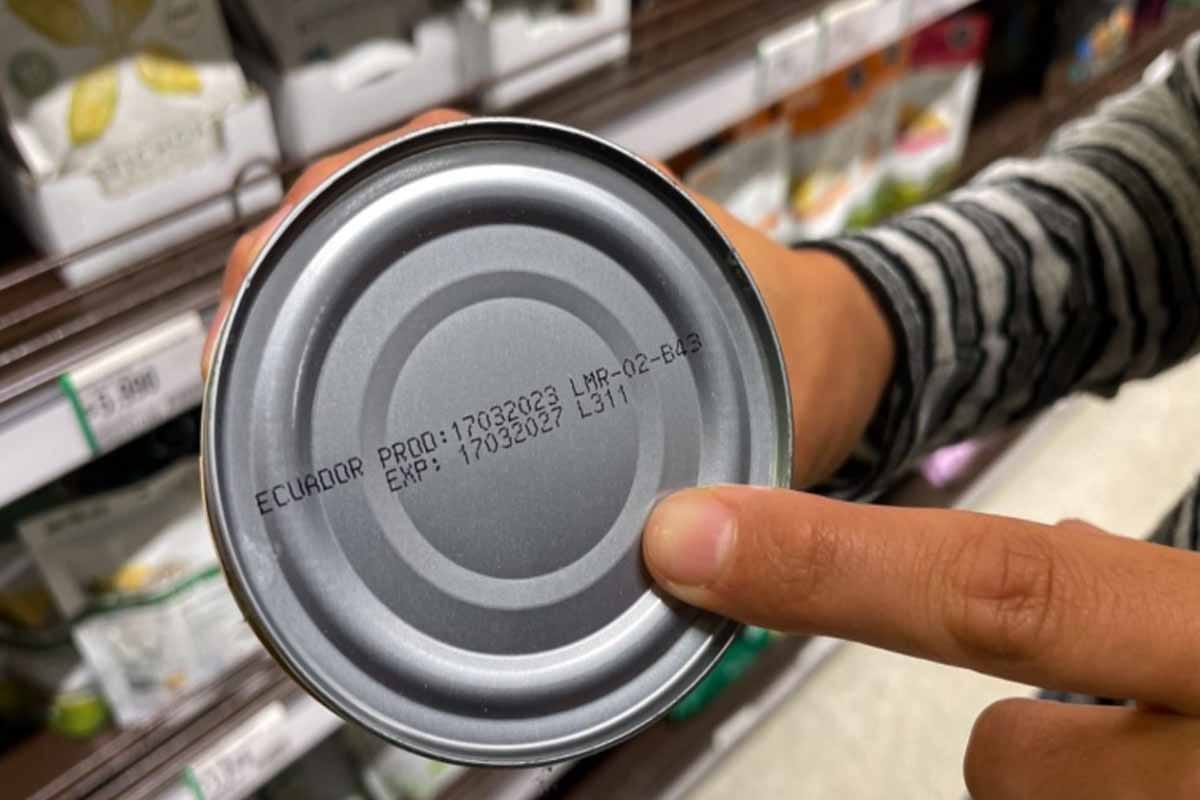 ECUADOR PROD:17032023 LMR-02-B43
EXP: 17032027 L311